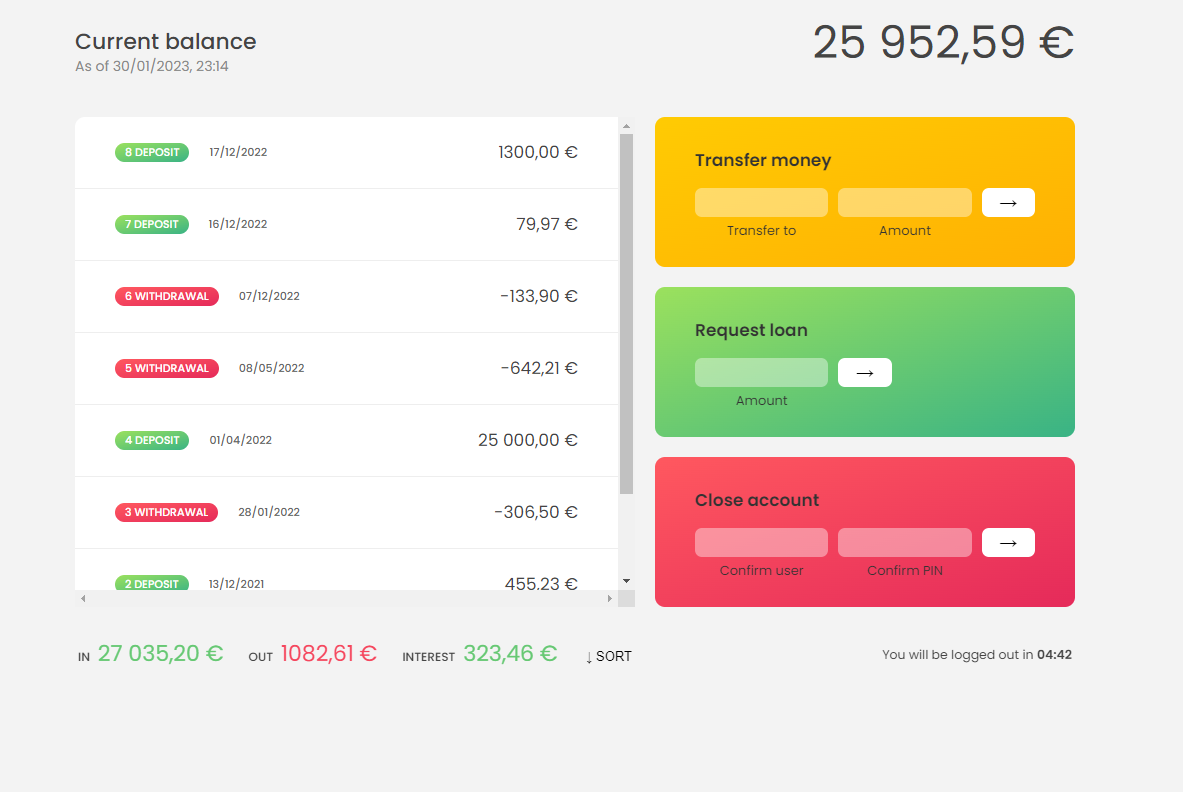 Current balance
As of 30/01/2023, 23:14
25 952,59 €
8 DEPOSIT 17/12/2022 1300,00 €
7 DEPOSIT 16/12/2022 79,97 €
6 WITHDRAWAL 07/12/2022 -133,90 €
5 WITHDRAWAL 08/05/2022 -642,21 €
4 DEPOSIT 01/04/2022 25 000,00 €
3 WITHDRAWAL 28/01/2022 -306,50 €
2 DEPOSIT 13/12/2021 455,23 €
Transfer money
→
Transfer to Amount
Request loan
→
Amount
Close account
→
Confirm user Confirm PIN
IN 27 035,20 € OUT 1082,61 € INTEREST 323,46 € ↓ SORT
You will be logged out in 04:42